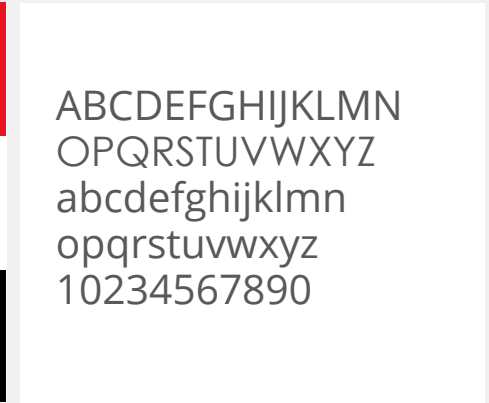 ABCDEFGHIJKLMN
OPQRSTUVWXYZ
abcdefghijklmn
opqrstuvwxyz
10234567890